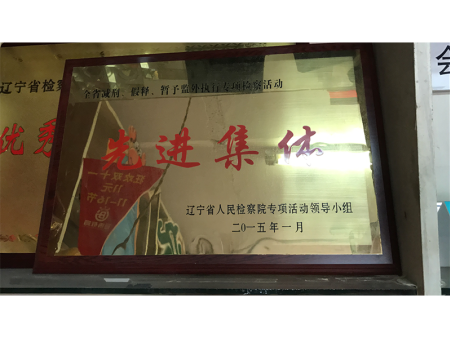 全省减刑、假释、暂予监外执行专项检察活动
先进集体
辽宁省人民检察院专项活动领导小组
二〇一五年一月
辽宁省检察
优秀
会